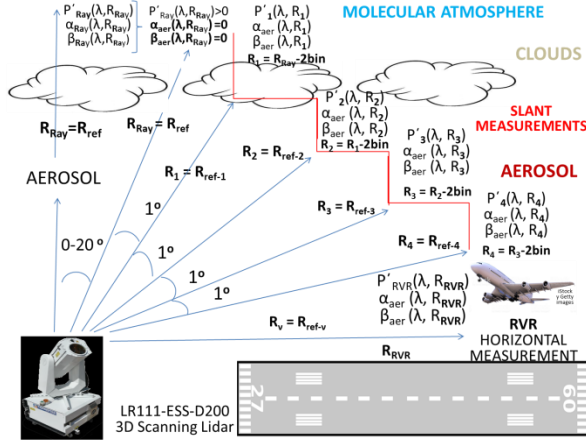 MOLECULAR ATMOSPHERE
P´Ray(λ, RRay)
αRay(λ, RRay)
βRay(λ, RRay)
P´Ray(λ,RRay)>0
αaer(λ,RRay)=0
βaer(λ,RRay)=0
P´1(λ, R1)
αaer(λ,R1)
βaer(λ,R1)
R1 = RRay-2bin
CLOUDS
RRay=Rref
RRay= Rref
R1 = Rref-1
R2 = Rref-2
P´2(λ, R2)
αaer (λ, R2)
βaer (λ, R2)
R2 = R1-2bin
SLANT
MEASUREMENTS
P´3(λ, R3)
αaer (λ, R3)
βaer (λ, R3)
R3 = R2-2bin
AEROSOL
AEROSOL
R3 = Rref-3
P´4(λ, R4)
αaer (λ, R4)
βaer(λ, R4)
R4 = R3-2bin
R4 = Rref-4
0-20º
1º
1º
1º
1º
P´RVR(λ, RRVR)
αaer (λ, RRVR)
βaer (λ, RRVR)
iStock
y Getty
Images
Rv = Rref-v
RVR
HORIZONTAL
MEASUREMENT
RRVR
LR111-ESS-D200
3D Scanning Lidar
27
09